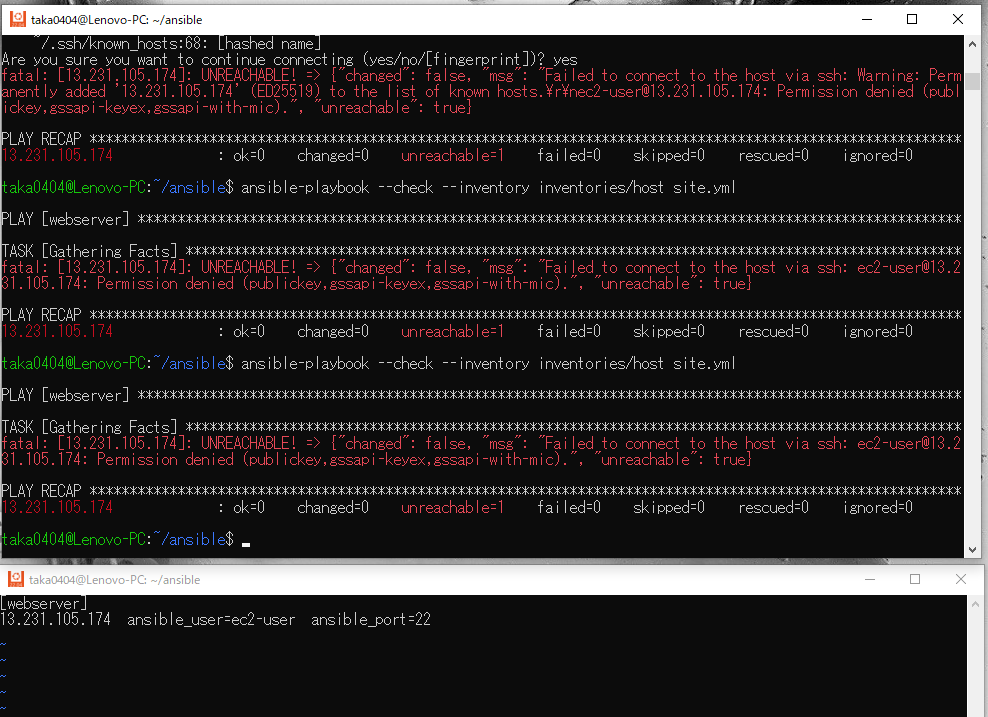 taka0404@Lenovo-PC: ~/ansible
~/.ssh/known_hosts:68: [hashed name]
Are you sure you want to continue connecting (yes/no/[fingerprint])? yes
fatal: [13.231.105.174]: UNREACHABLE! => {"changed": false, "msg": "Failed to connect to the host via ssh: Warning: Perm
anently added '13.231.105.174' (ED25519) to the list of known hosts.¥r¥nec2-user@13.231.105.174: Permission denied (publ
ickey,gssapi-keyex,gssapi-with-mic).", "unreachable": true}
PLAY RECAP *************************************************************************************************************
13.231.105.174             : ok=0    changed=0    unreachable=1    failed=0    skipped=0    rescued=0    ignored=0
taka0404@Lenovo-PC:~/ansible$ ansible-playbook --check --inventory inventories/host site.yml
PLAY [webserver] *******************************************************************************************************
TASK [Gathering Facts] *************************************************************************************************
fatal: [13.231.105.174]: UNREACHABLE! => {"changed": false, "msg": "Failed to connect to the host via ssh: ec2-user@13.2
31.105.174: Permission denied (publickey,gssapi-keyex,gssapi-with-mic).", "unreachable": true}
PLAY RECAP *************************************************************************************************************
13.231.105.174             : ok=0    changed=0    unreachable=1    failed=0    skipped=0    rescued=0    ignored=0
taka0404@Lenovo-PC:~/ansible$ ansible-playbook --check --inventory inventories/host site.yml
PLAY [webserver] *******************************************************************************************************
TASK [Gathering Facts] *************************************************************************************************
fatal: [13.231.105.174]: UNREACHABLE! => {"changed": false, "msg": "Failed to connect to the host via ssh: ec2-user@13.2
31.105.174: Permission denied (publickey,gssapi-keyex,gssapi-with-mic).", "unreachable": true}
PLAY RECAP *************************************************************************************************************
13.231.105.174             : ok=0    changed=0    unreachable=1    failed=0    skipped=0    rescued=0    ignored=0
taka0404@Lenovo-PC:~/ansible$
taka0404@Lenovo-PC: ~/ansible
[webserver]
13.231.105.174  ansible_user=ec2-user  ansible_port=22
~
~
~
~
~